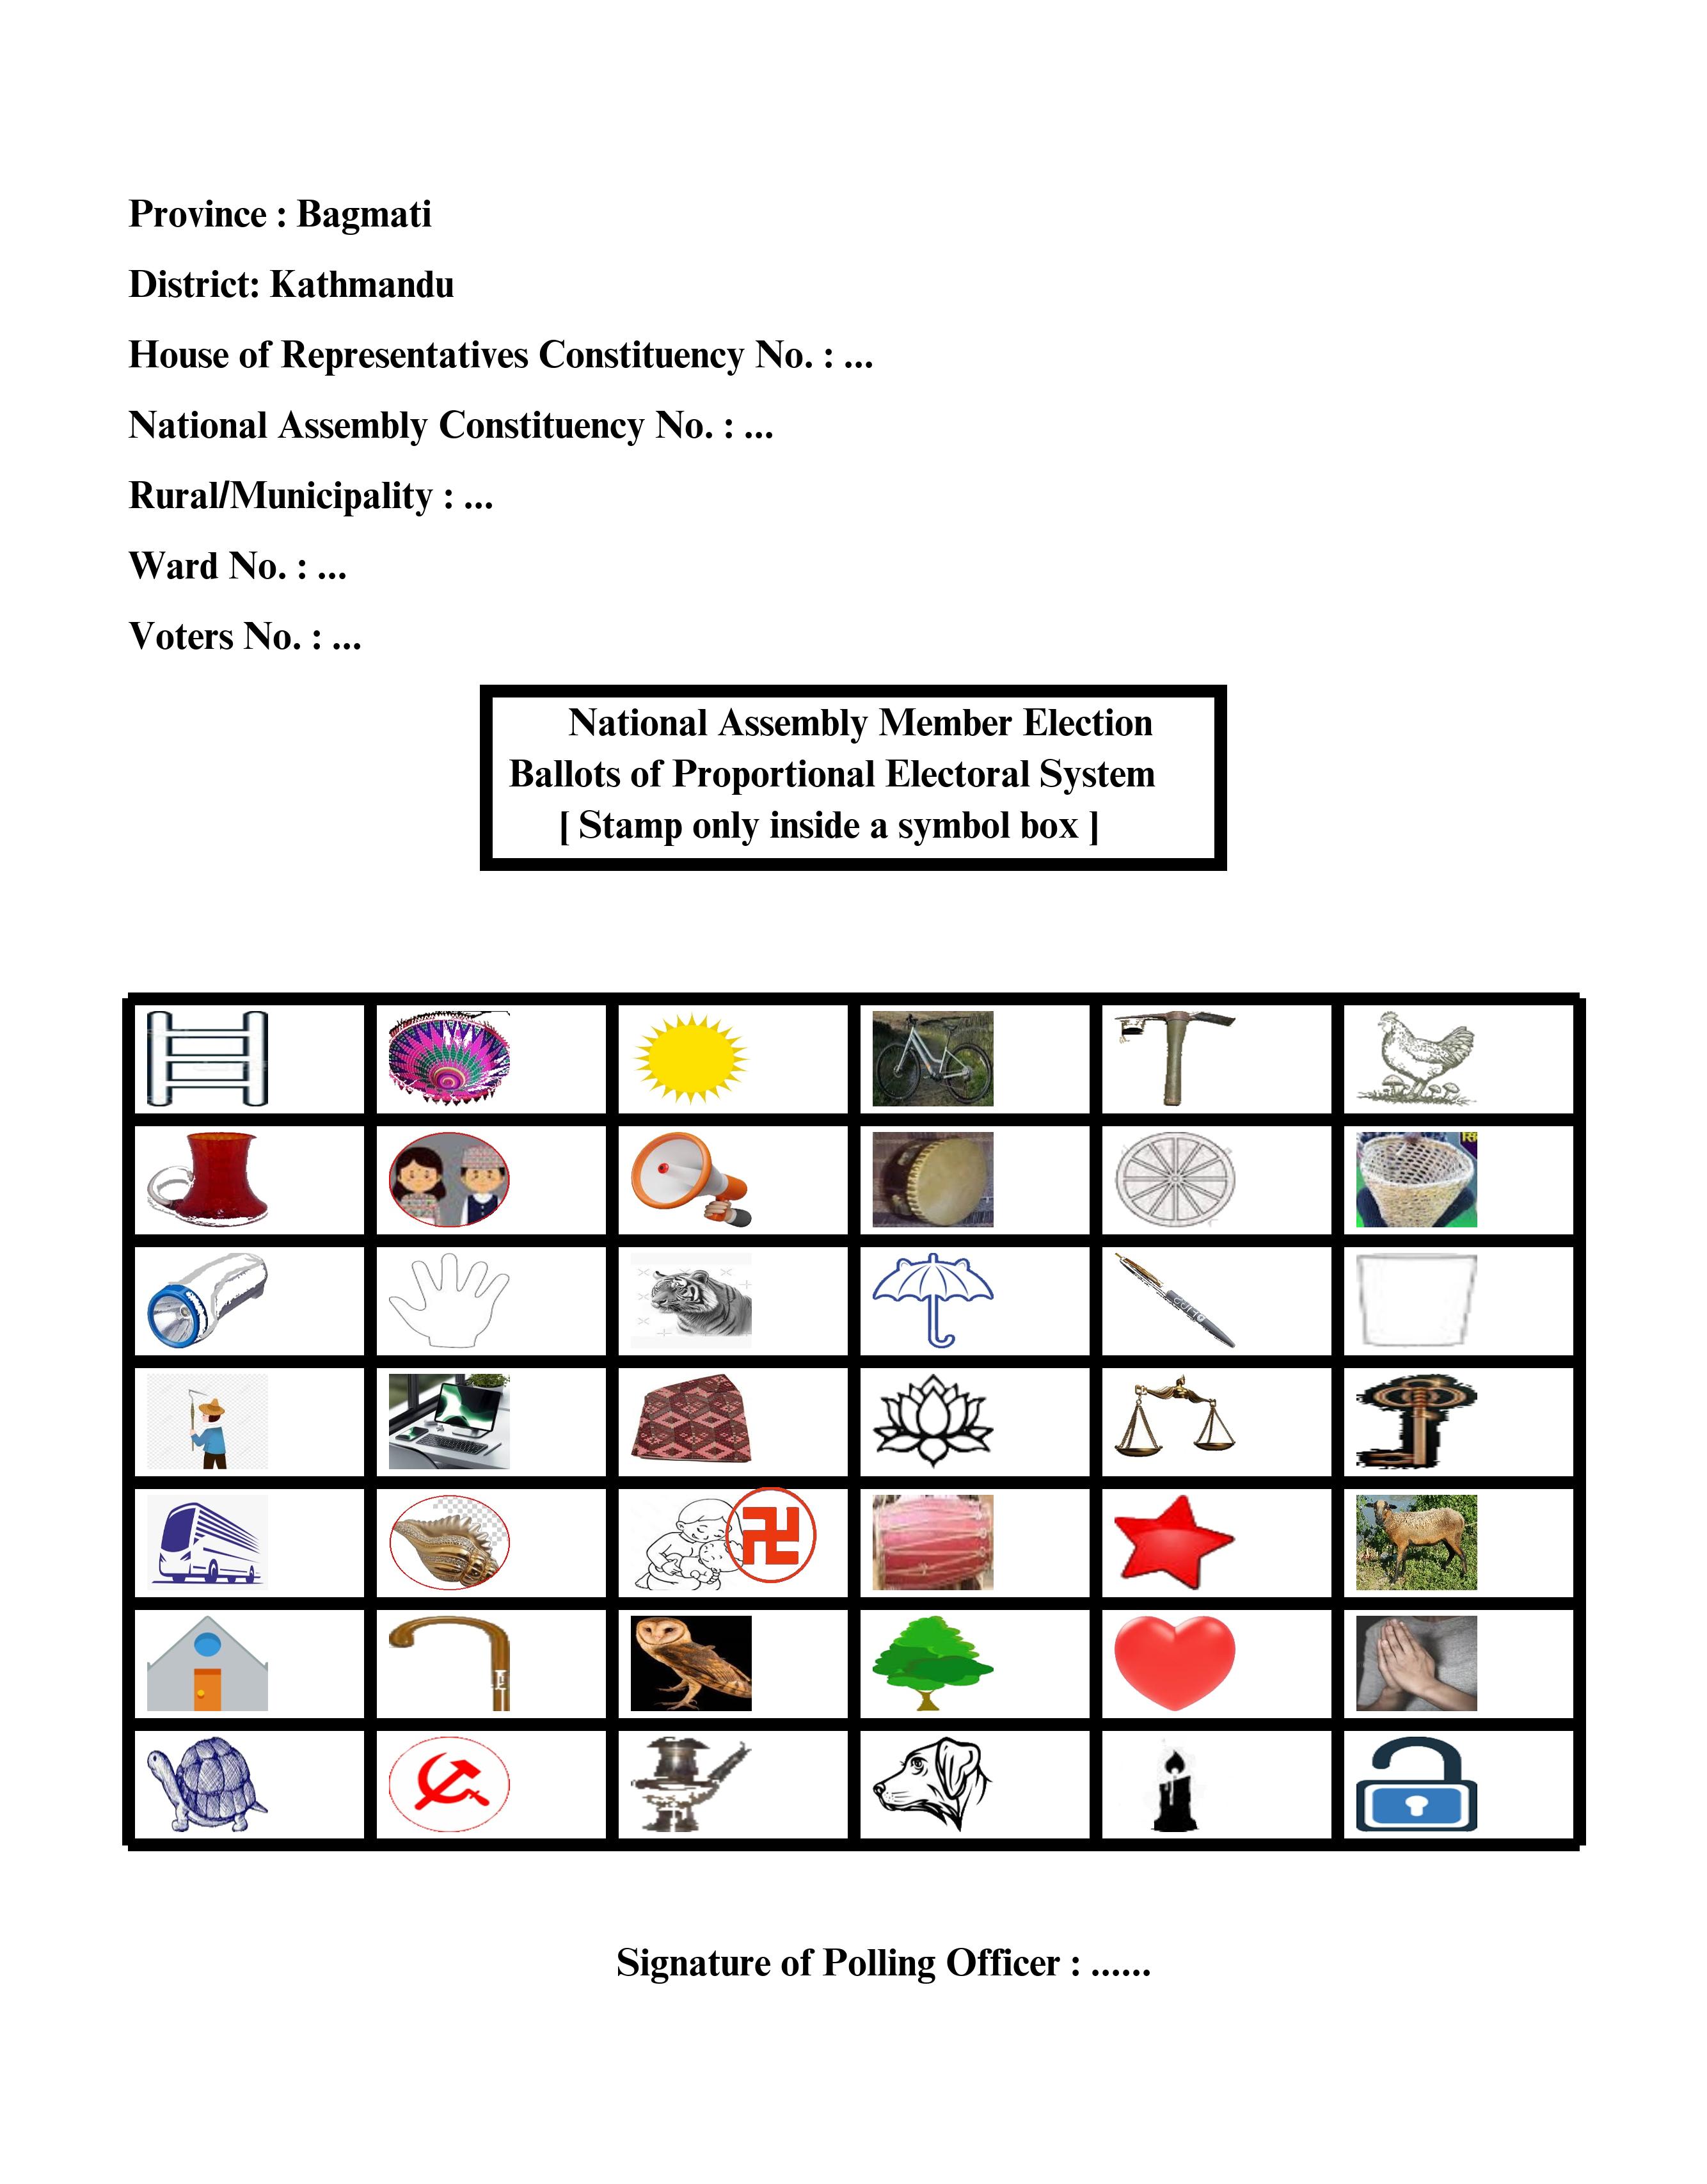 Province : Bagmati
District: Kathmandu
House of Representatives Constituency No. : ...
National Assembly Constituency No. : ...
Rural/Municipality : ...
Ward No. : ...
Voters No. : ...
National Assembly Member Election
Ballots of Proportional Electoral System
[ Stamp only inside a symbol box ]
Signature of Polling Officer : ......